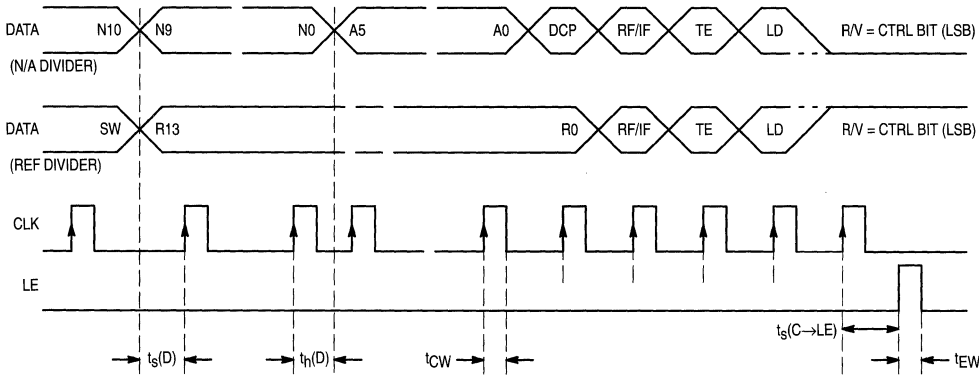 DATA N10 N9 N0 A5 A0 DCP RF/IF TE LD R/V = CTRL BIT (LSB)
(N/A DIVIDER)
DATA SW R13 R0 RF/IF TE LD R/V = CTRL BIT (LSB)
(REF DIVIDER)
CLK
LE
ts(C→LE)
ts(D) th(D) tCW tEW